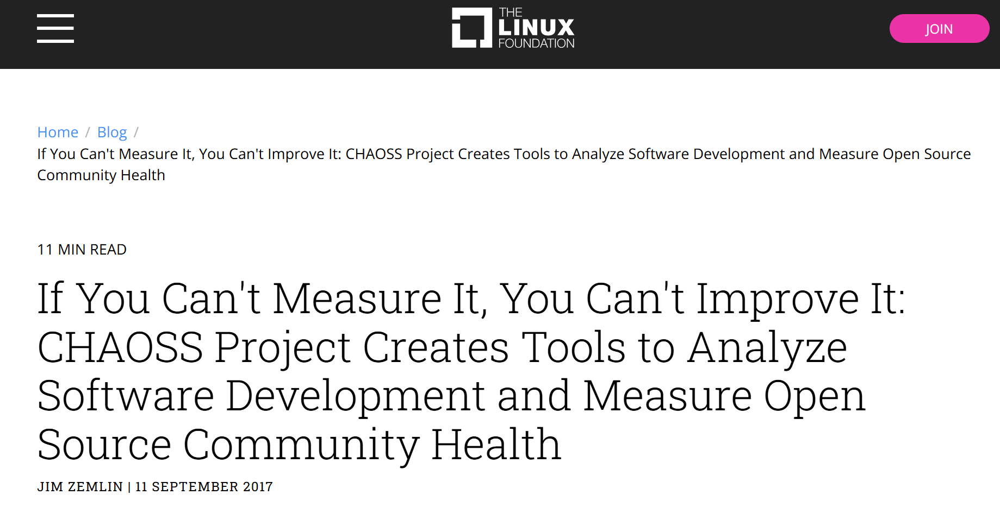 THE
LINUX
FOUNDATION
JOIN
Home / Blog /
If You Can't Measure It, You Can't Improve It: CHAOSS Project Creates Tools to Analyze Software Development and Measure Open Source
Community Health
11 MIN READ
If You Can't Measure It, You Can't Improve It:
CHAOSS Project Creates Tools to Analyze
Software Development and Measure Open
Source Community Health
JIM ZEMLIN | 11 SEPTEMBER 2017